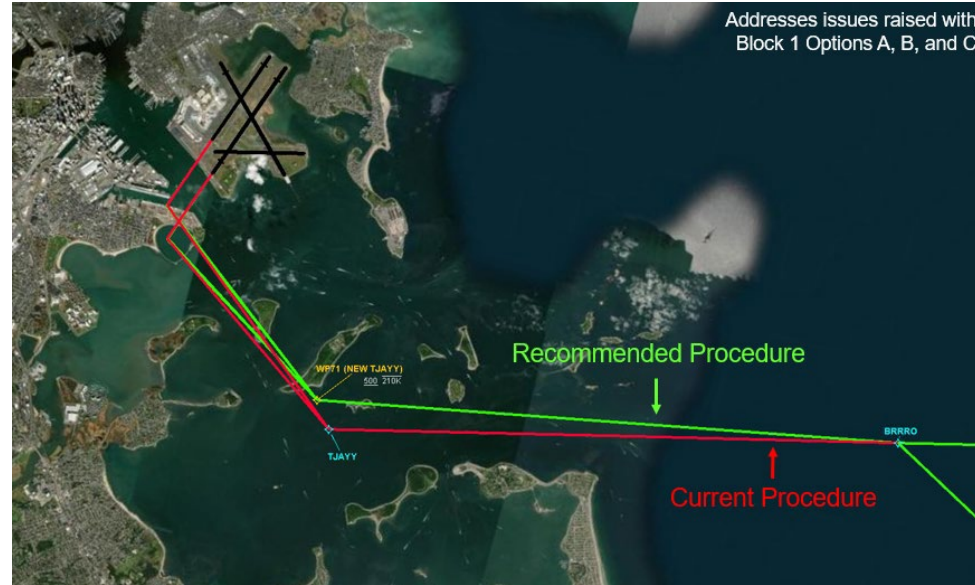 Addresses issues raised with
Block 1 Options A, B, and C
WP71 (NEW TJAYY)
500 210K
Recommended Procedure
BRRRO
TJAYY
Current Procedure